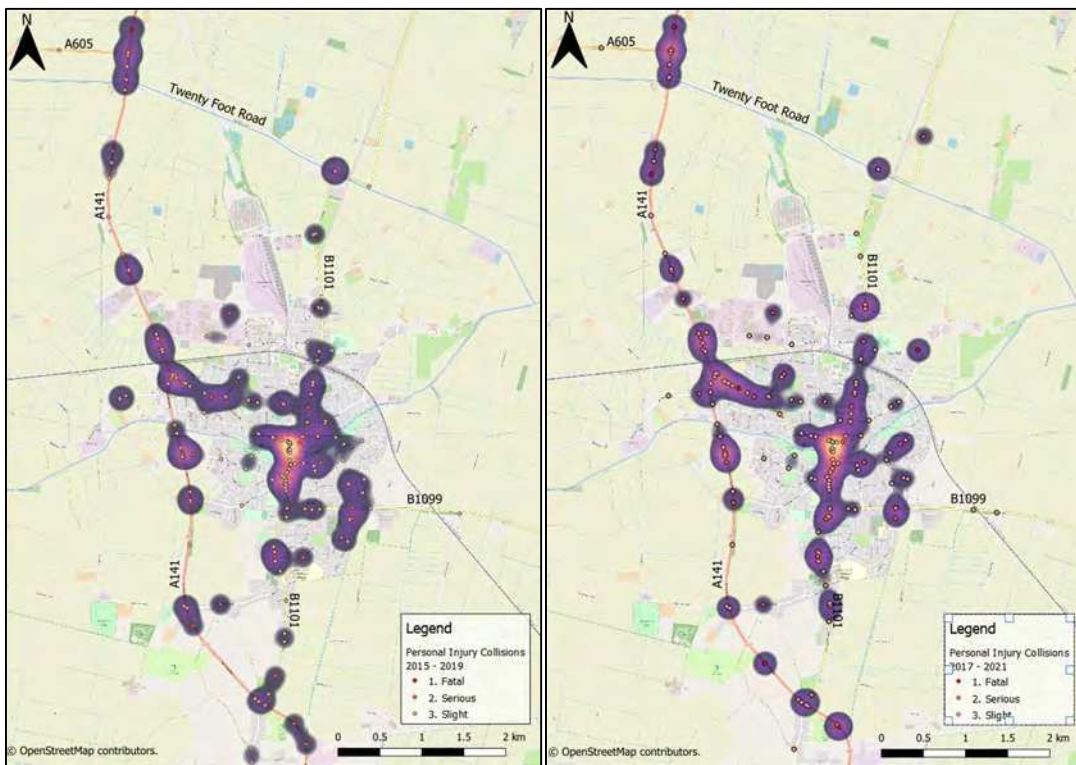 N
A605
Twenty Foot Road
A141
B1101
B1099
A141
B1101
Legend
Personal Injury Collisions
2015 - 2019
1. Fatal
2. Serious
3. Slight
© OpenStreetMap contributors.
0 0.5 1 1.5 2 km
N
A605
Twenty Foot Road
A141
B1101
B1099
A141
B1101
Legend
Personal Injury Collisions
2017 - 2021
1. Fatal
2. Serious
3. Slight
© OpenStreetMap contributors.
0 0.5 1 1.5 2 km